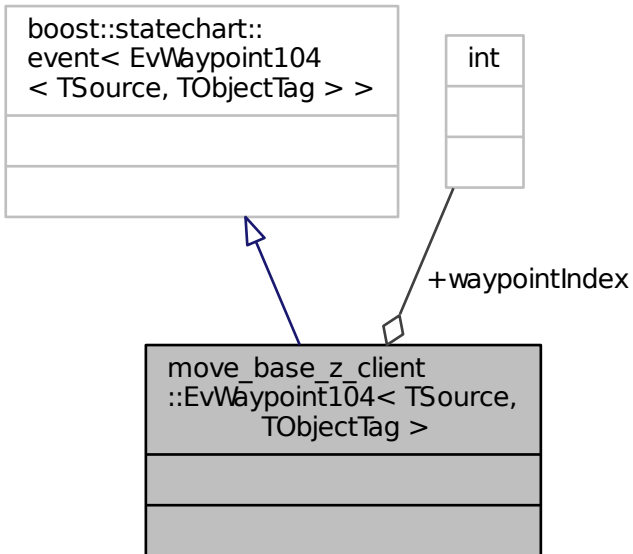 boost::statechart::
event< EvWaypoint104
< TSource, TObjectTag > >
int
+waypointIndex
move_base_z_client
::EvWaypoint104< TSource,
TObjectTag >